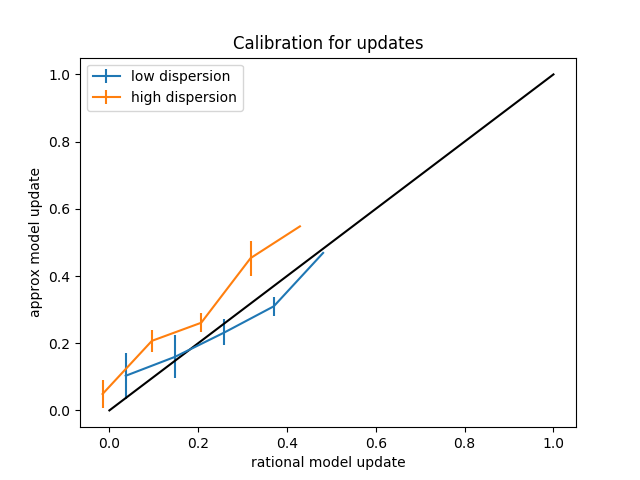 Calibration for updates
low dispersion
high dispersion
1.0
0.8
0.6
0.4
0.2
0.0
approx model update
0.0 0.2 0.4 0.6 0.8 1.0
rational model update